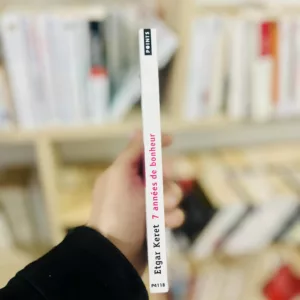 POINTS
Etgar Keret 7 années de bonheur
P4118